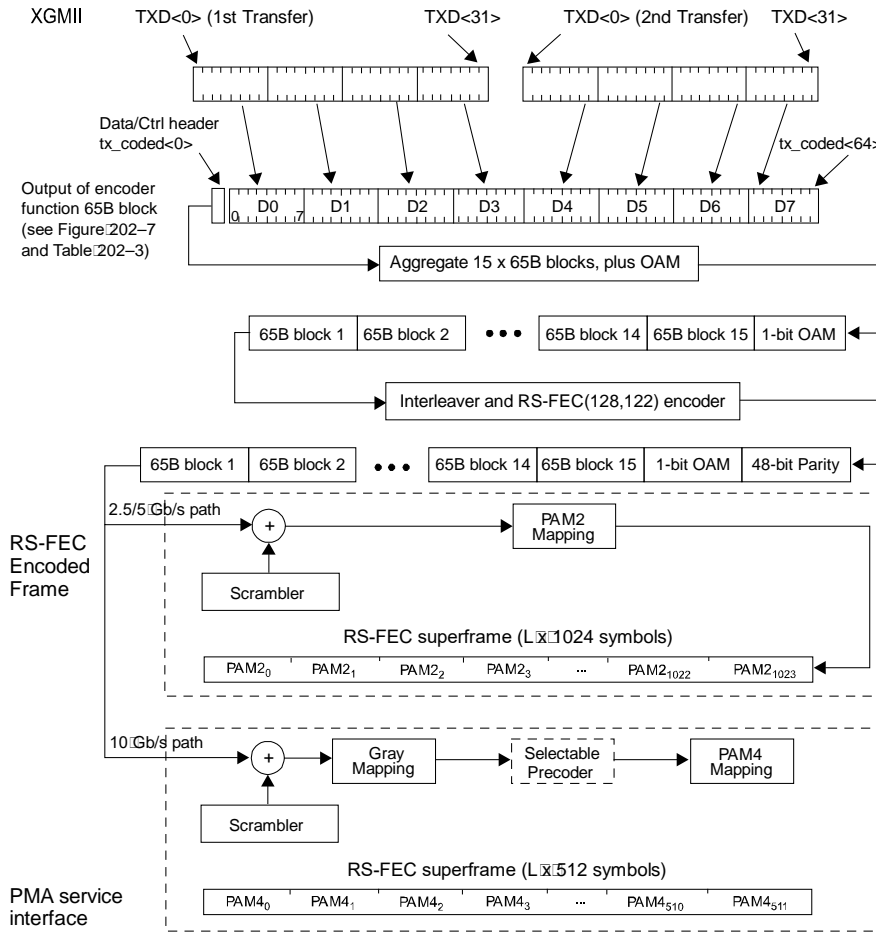 XGMII
TXD<0> (1st Transfer)
TXD<31>
TXD<0> (2nd Transfer)
TXD<31>
Data/Ctrl header
tx_coded<0>
tx_coded<64>
Output of encoder
function 65B block
(see Figure 202–7
and Table 202–3)
D0 D1 D2 D3 D4 D5 D6 D7
0 7
Aggregate 15 x 65B blocks, plus OAM
65B block 1 65B block 2 ••• 65B block 14 65B block 15 1-bit OAM
Interleaver and RS-FEC(128,122) encoder
65B block 1 65B block 2 ••• 65B block 14 65B block 15 1-bit OAM 48-bit Parity
2.5/5 Gb/s path
+
PAM2
Mapping
RS-FEC
Encoded
Frame
Scrambler
RS-FEC superframe (L x 1024 symbols)
PAM2₀ PAM2₁ PAM2₂ PAM2₃ ... PAM2₁₀₂₂ PAM2₁₀₂₃
10 Gb/s path
+
Gray
Mapping
Selectable
Precoder
PAM4
Mapping
Scrambler
RS-FEC superframe (L x 512 symbols)
PMA service
interface
PAM4₀ PAM4₁ PAM4₂ PAM4₃ ... PAM4₅₁₀ PAM4₅₁₁